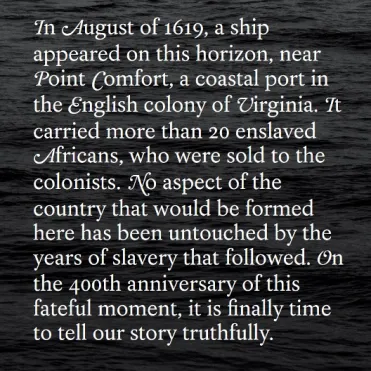 In August of 1619, a ship
appeared on this horizon, near
Point Comfort, a coastal port in
the English colony of Virginia. It
carried more than 20 enslaved
Africans, who were sold to the
colonists. No aspect of the
country that would be formed
here has been untouched by the
years of slavery that followed. On
the 400th anniversary of this
fateful moment, it is finally time
to tell our story truthfully.